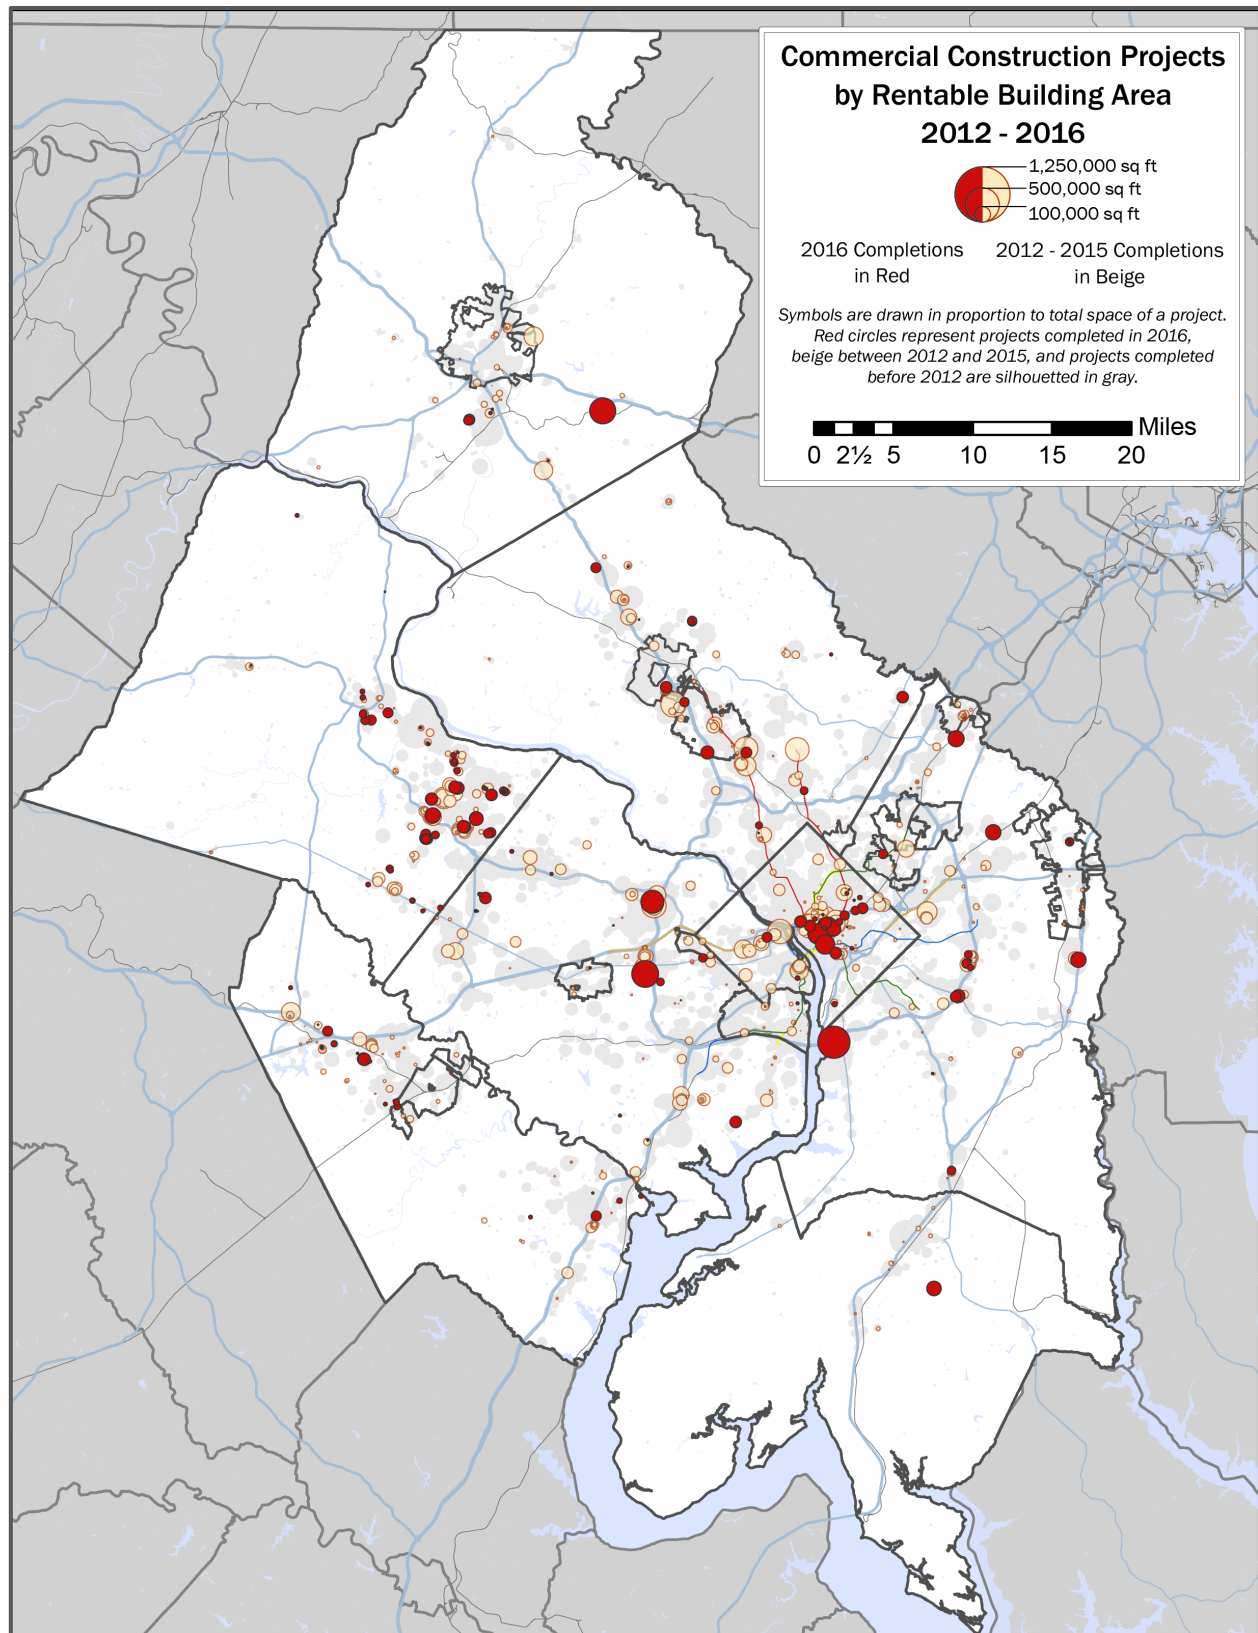 Commercial Construction Projects
by Rentable Building Area
2012 - 2016
1,250,000 sq ft
500,000 sq ft
100,000 sq ft
2016 Completions
in Red
2012 - 2015 Completions
in Beige
Symbols are drawn in proportion to total space of a project.
Red circles represent projects completed in 2016,
beige between 2012 and 2015, and projects completed
before 2012 are silhouetted in gray.
Miles
0 2½ 5 10 15 20